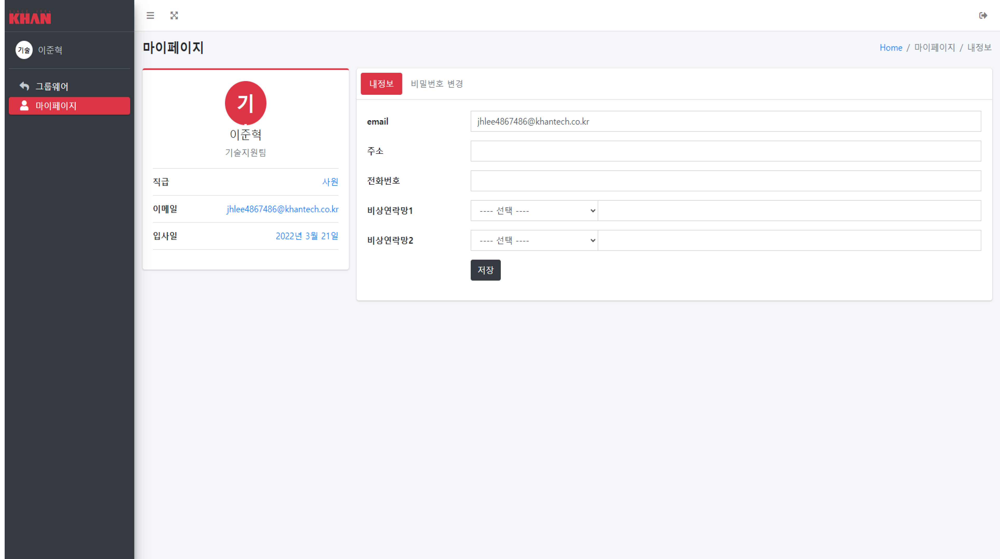 SINCE 1994
KHAN
기술 이준혁
그룹웨어
마이페이지
마이페이지
Home / 마이페이지 / 내정보
기
이준혁
기술지원팀
직급 사원
이메일 jhlee4867486@khantech.co.kr
입사일 2022년 3월 21일
내정보 비밀번호 변경
email jhlee4867486@khantech.co.kr
주소
전화번호
비상연락망1 ---- 선택 ----
비상연락망2 ---- 선택 ----
저장